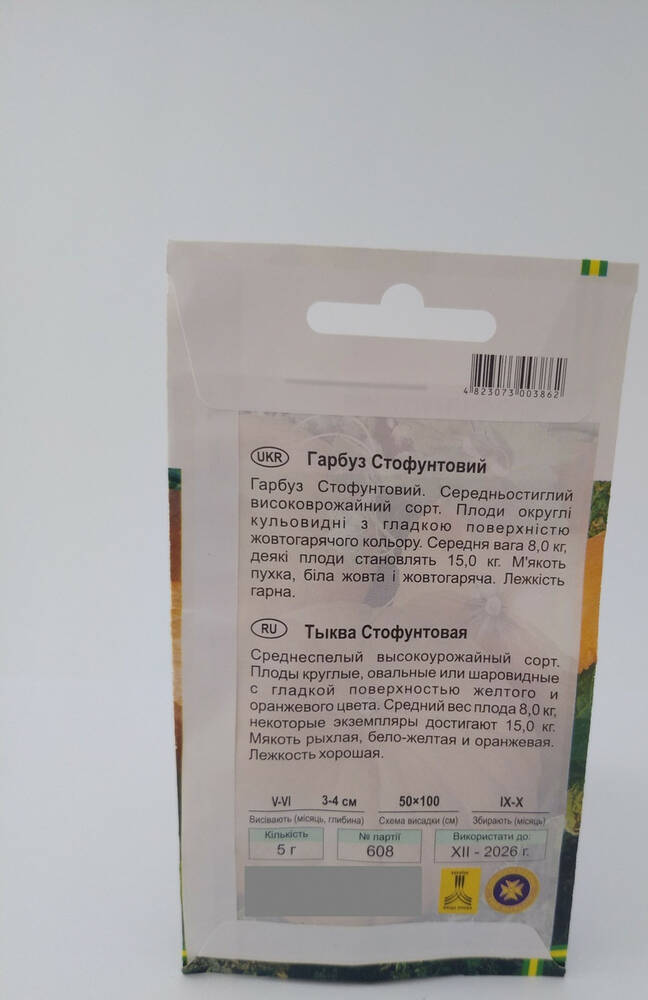 4 823073 003862
UKR Гарбуз Стофунтовий
Гарбуз Стофунтовий. Середньостиглий
високоврожайний сорт. Плоди округлі
кульовидні з гладкою поверхністю
жовтогарячого кольору. Середня вага 8,0 кг,
деякі плоди становлять 15,0 кг. М'якоть
пухка, біла жовта і жовтогаряча. Лежкість
гарна.
RU Тыква Стофунтовая
Среднеспелый высокоурожайный сорт.
Плоды круглые, овальные или шаровидные
с гладкой поверхностью желтого и
оранжевого цвета. Средний вес плода 8,0 кг,
некоторые экземпляры достигают 15,0 кг.
Мякоть рыхлая, бело-желтая и оранжевая.
Лежкость хорошая.
V-VI 3-4 см 50×100 IX-X
Висівають (місяць, глибина) Схема висадки (см) Збирають (місяць)
Кількість № партії Використати до:
5 г 608 XII - 2026 г.